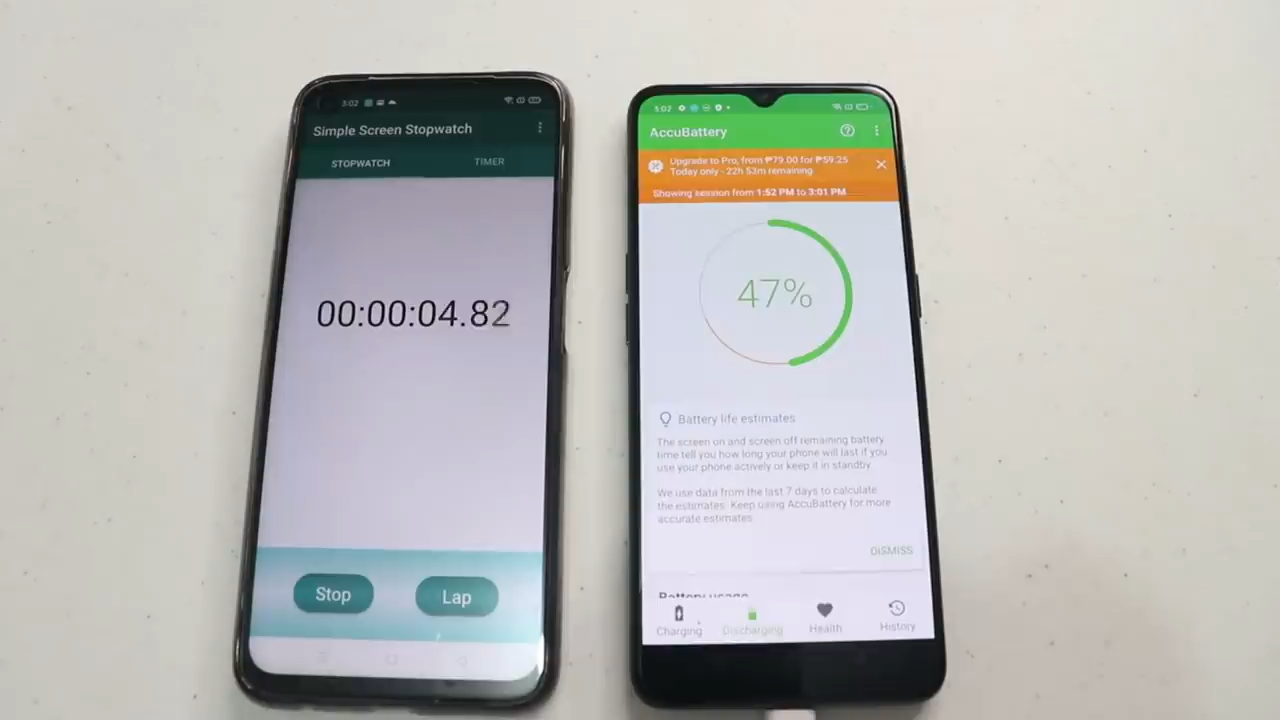 3:02
Simple Screen Stopwatch
STOPWATCH
TIMER
00:00:04.82
Stop
Lap
3:02
AccuBattery
Upgrade to Pro, from ₱79.00 for ₱59.25
Today only - 22h 53m remaining
Showing session from 1:52 PM to 3:01 PM
47%
Battery life estimates
The screen on and screen off remaining battery
time tell you how long your phone will last if you
use your phone actively or keep it in standby.
We use data from the last 7 days to calculate
the estimates. Keep using AccuBattery for more
accurate estimates.
DISMISS
Battery usage
Charging
Discharging
Health
History